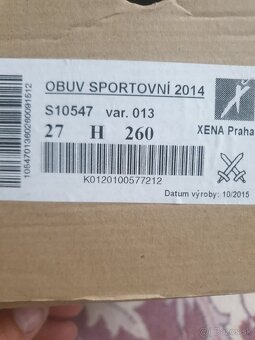 OBUV SPORTOVNÍ 2014
S10547 var. 013
27 H 260
XENA Praha
K0120100577212
Datum výroby: 10/2015